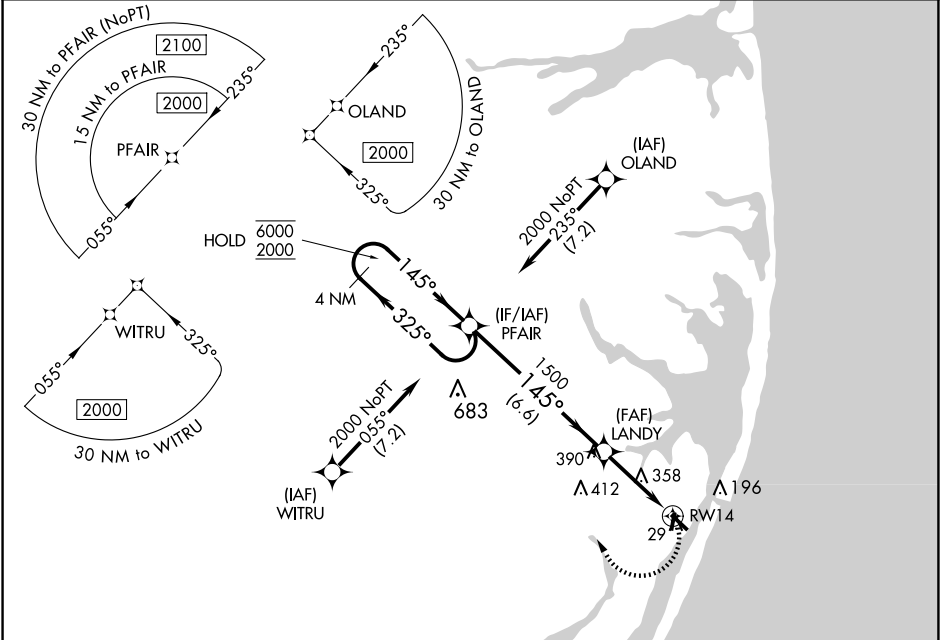 30 NM to PFAIR (NoPT)
2100
15 NM to PFAIR
2000
235°
PFAIR
055°
235°
OLAND
2000
325°
30 NM to OLAND
(IAF)
OLAND
2000 NoPT
235°
(7.2)
HOLD
6000
2000
4 NM
145°
325°
(IF/IAF)
PFAIR
WITRU
055°
325°
2000
30 NM to WITRU
683
1500
145°
(6.6)
2000 NoPT
055°
(7.2)
(IAF)
WITRU
(FAF)
LANDY
390
412
358
196
RW14
29